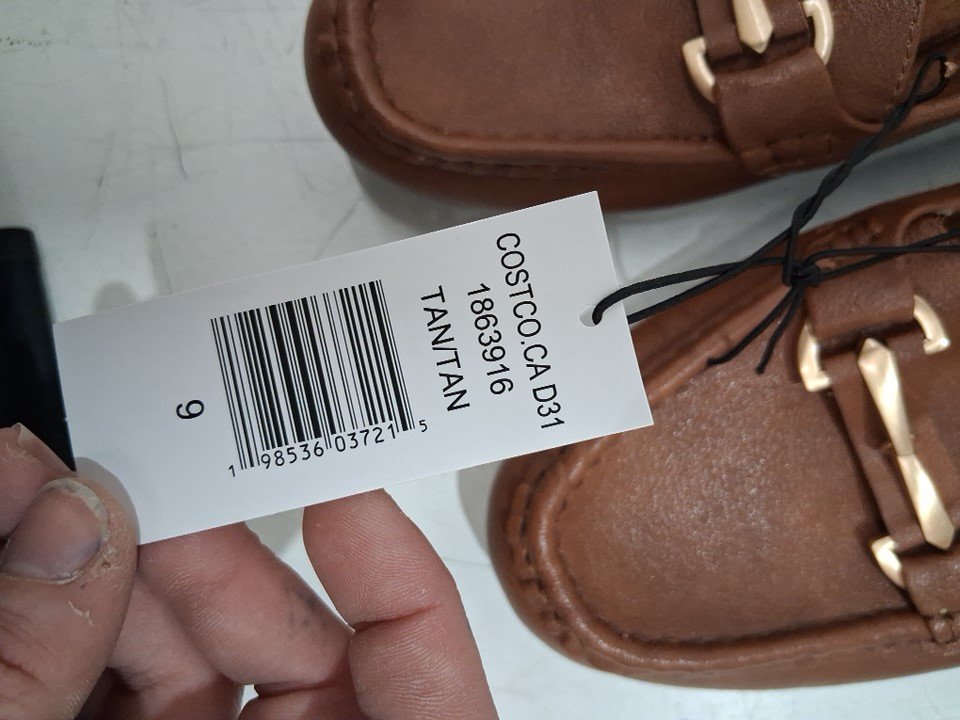 COSTCO.CA D31
1863916
TAN/TAN
1 98536 03721 5
9